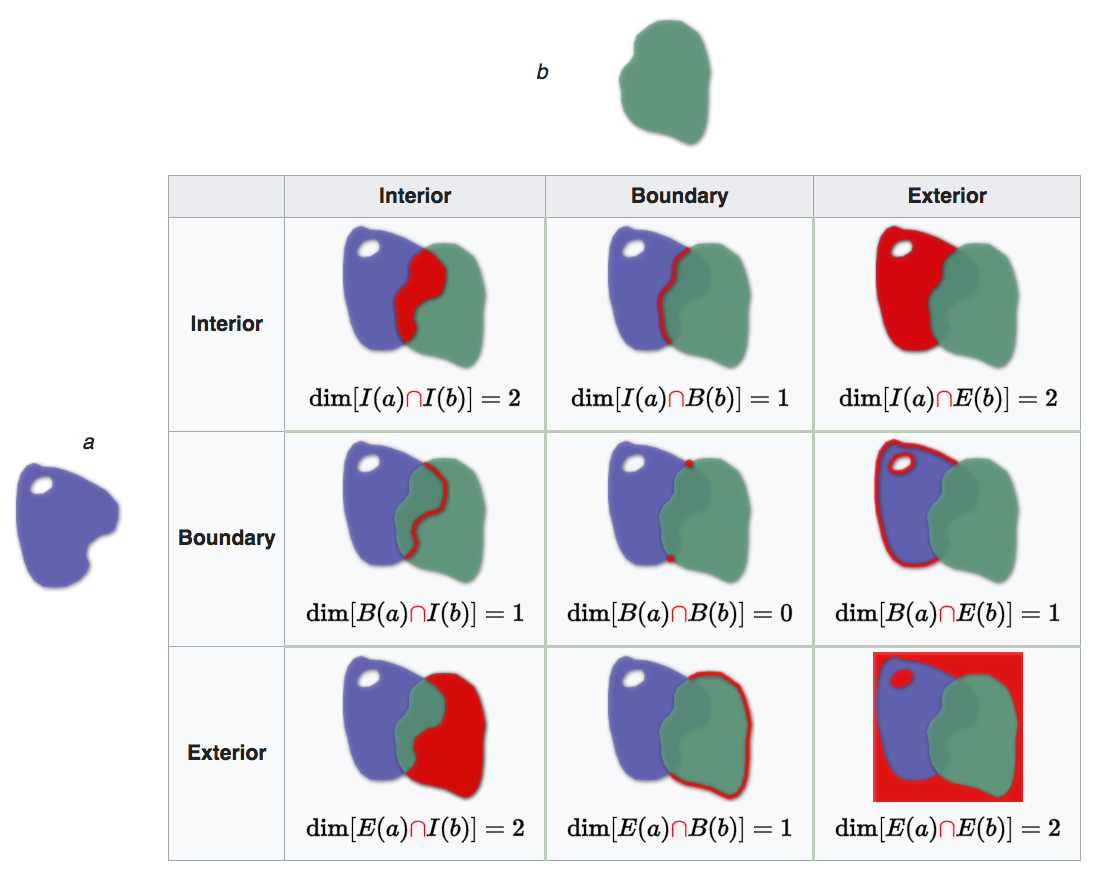 b
Interior Boundary Exterior
Interior
dim[I(a)∩I(b)] = 2 dim[I(a)∩B(b)] = 1 dim[I(a)∩E(b)] = 2
a
Boundary
dim[B(a)∩I(b)] = 1 dim[B(a)∩B(b)] = 0 dim[B(a)∩E(b)] = 1
Exterior
dim[E(a)∩I(b)] = 2 dim[E(a)∩B(b)] = 1 dim[E(a)∩E(b)] = 2